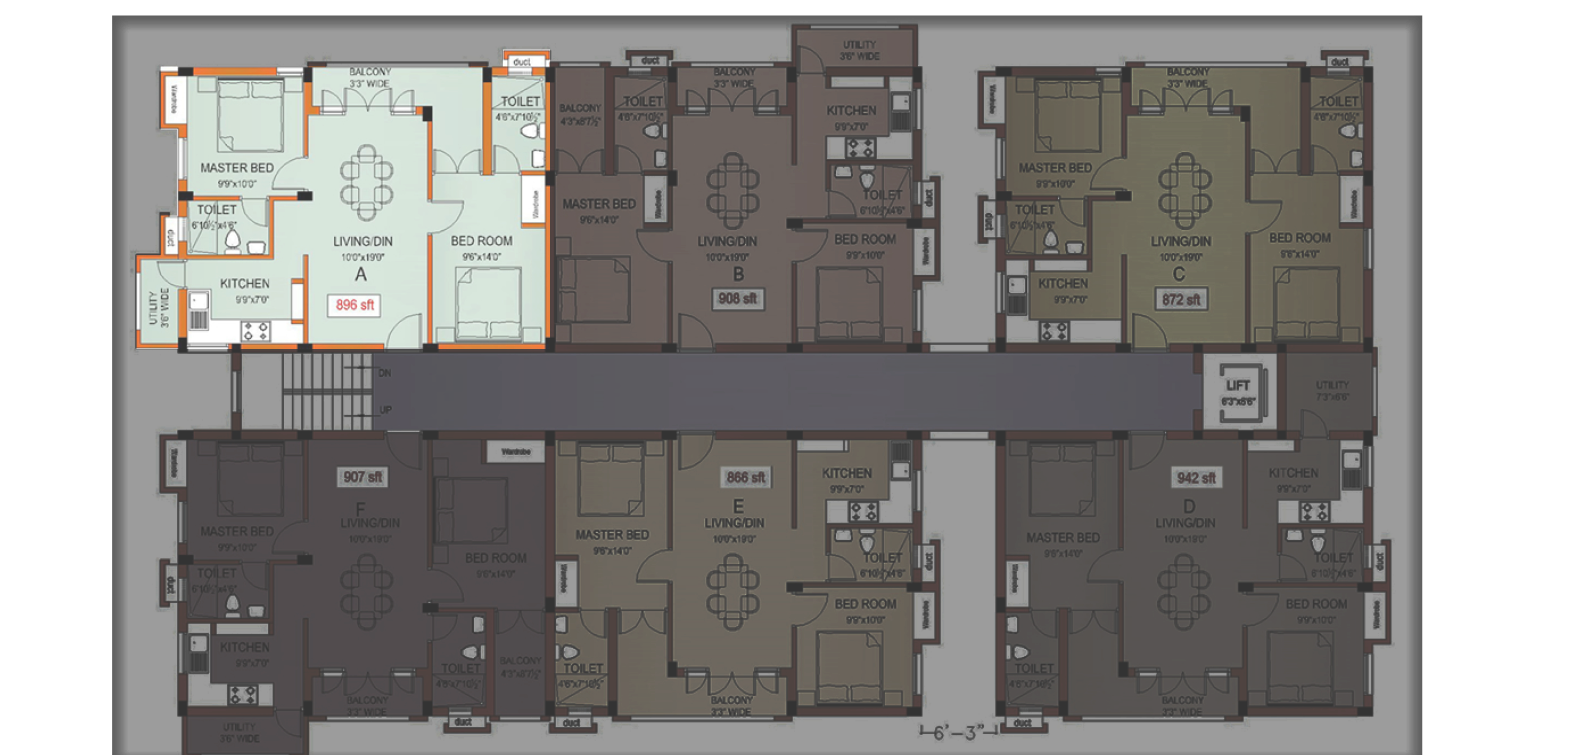 duct
Wardrobe
BALCONY
3'3" WIDE
TOILET
4'6"x7'10½"
MASTER BED
9'9"x10'0"
TOILET
6'10½"x4'6"
duct
Wardrobe
LIVING/DIN
10'0"x19'0"
A
896 sft
BED ROOM
9'6"x14'0"
KITCHEN
9'9"x7'0"
UTILITY
3'6" WIDE
duct
BALCONY
4'3"x8'7½"
TOILET
4'6"x7'10½"
BALCONY
3'3" WIDE
UTILITY
3'6" WIDE
KITCHEN
9'9"x7'0"
MASTER BED
9'6"x14'0"
Wardrobe
TOILET
6'10½"x4'6"
duct
LIVING/DIN
10'0"x19'0"
B
908 sft
BED ROOM
9'9"x10'0"
Wardrobe
Wardrobe
BALCONY
3'3" WIDE
duct
TOILET
4'6"x7'10½"
MASTER BED
9'9"x10'0"
duct
TOILET
6'10½"x4'6"
Wardrobe
LIVING/DIN
10'0"x19'0"
C
872 sft
BED ROOM
9'6"x14'0"
KITCHEN
9'9"x7'0"
DN
UP
LIFT
6'3"x6'6"
UTILITY
7'3"x6'6"
Wardrobe
907 sft
F
LIVING/DIN
10'0"x19'0"
Wardrobe
MASTER BED
9'9"x10'0"
BED ROOM
9'6"x14'0"
duct
TOILET
6'10½"x4'6"
KITCHEN
9'9"x7'0"
TOILET
4'6"x7'10½"
BALCONY
4'3"x8'7½"
BALCONY
3'3" WIDE
UTILITY
3'6" WIDE
duct
866 sft
E
LIVING/DIN
10'0"x19'0"
KITCHEN
9'9"x7'0"
MASTER BED
9'6"x14'0"
Wardrobe
TOILET
6'10½"x4'6"
duct
BED ROOM
9'9"x10'0"
Wardrobe
TOILET
4'6"x7'10½"
BALCONY
3'3" WIDE
duct
6'-3"
942 sft
D
LIVING/DIN
10'0"x19'0"
KITCHEN
9'6"x7'0"
MASTER BED
9'6"x14'0"
Wardrobe
TOILET
6'10½"x4'6"
duct
BED ROOM
9'9"x10'0"
Wardrobe
TOILET
4'6"x7'10½"
BALCONY
3'3" WIDE
duct